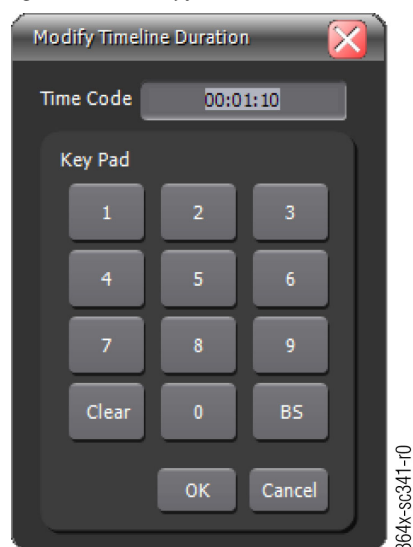 Modify Timeline Duration
Time Code 00:01:10
Key Pad
1 2 3
4 5 6
7 8 9
Clear 0 BS
OK Cancel
364x-sc341-r0